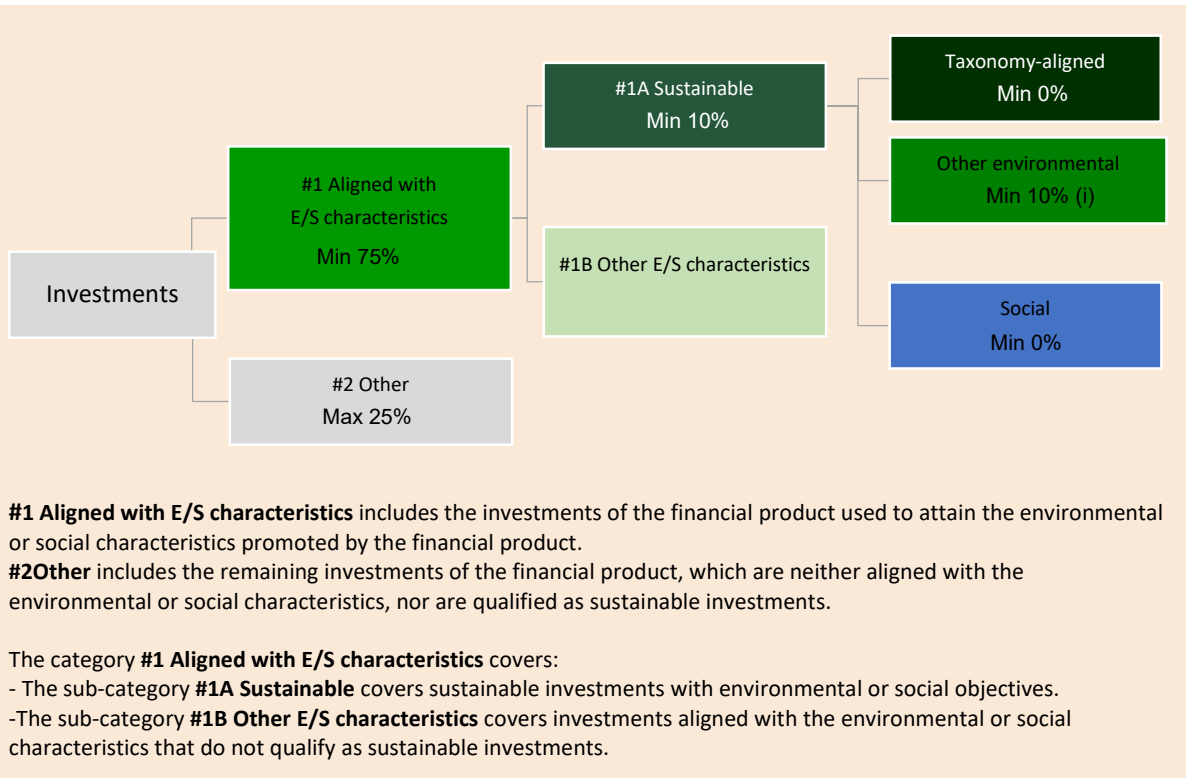 Investments
#1 Aligned with
E/S characteristics
Min 75%
#2 Other
Max 25%
#1A Sustainable
Min 10%
#1B Other E/S characteristics
Taxonomy-aligned
Min 0%
Other environmental
Min 10% (i)
Social
Min 0%
#1 Aligned with E/S characteristics includes the investments of the financial product used to attain the environmental
or social characteristics promoted by the financial product.
#2Other includes the remaining investments of the financial product, which are neither aligned with the
environmental or social characteristics, nor are qualified as sustainable investments.
The category #1 Aligned with E/S characteristics covers:
- The sub-category #1A Sustainable covers sustainable investments with environmental or social objectives.
-The sub-category #1B Other E/S characteristics covers investments aligned with the environmental or social
characteristics that do not qualify as sustainable investments.